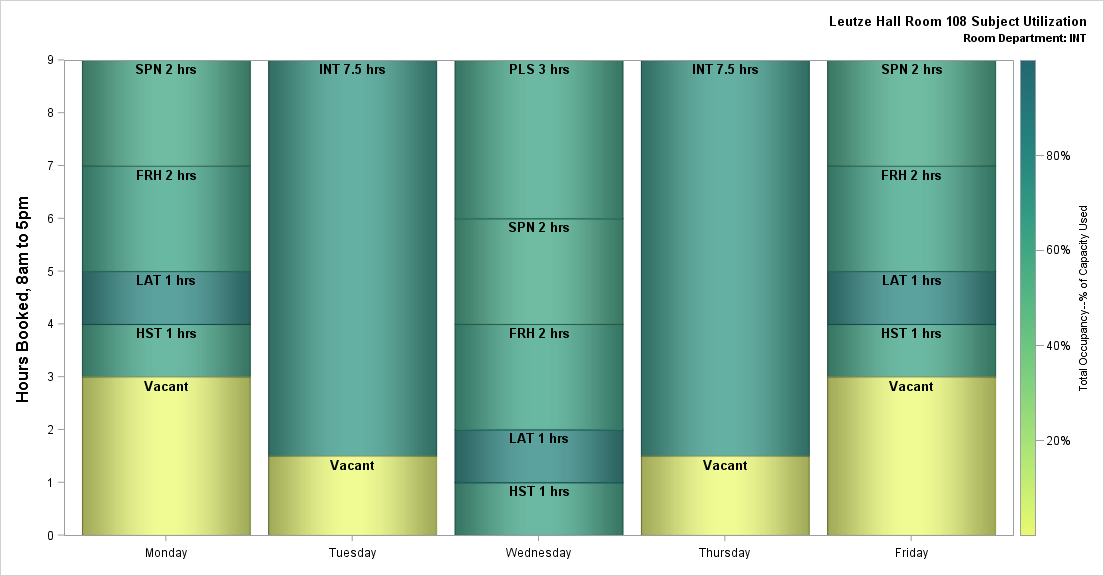 Leutze Hall Room 108 Subject Utilization
Room Department: INT
Hours Booked, 8am to 5pm
9
8
7
6
5
4
3
2
1
0
SPN 2 hrs
FRH 2 hrs
LAT 1 hrs
HST 1 hrs
Vacant
INT 7.5 hrs
Vacant
PLS 3 hrs
SPN 2 hrs
FRH 2 hrs
LAT 1 hrs
HST 1 hrs
INT 7.5 hrs
Vacant
SPN 2 hrs
FRH 2 hrs
LAT 1 hrs
HST 1 hrs
Vacant
Monday
Tuesday
Wednesday
Thursday
Friday
80%
60%
40%
20%
Total Occupancy--% of Capacity Used